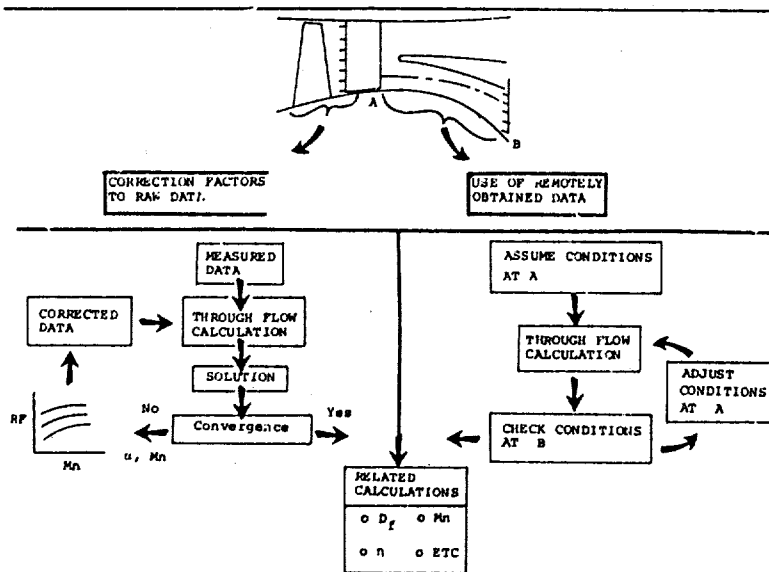 A
B
CORRECTION FACTORS
TO RAW DATA
USE OF REMOTELY
OBTAINED DATA
MEASURED
DATA
ASSUME CONDITIONS
AT A
CORRECTED
DATA
THROUGH FLOW
CALCULATION
THROUGH FLOW
CALCULATION
SOLUTION
ADJUST
CONDITIONS
AT A
RF
No
Convergence
Yes
CHECK CONDITIONS
AT B
Mn
α, Mn
RELATED
CALCULATIONS
o Df o Mn
o η o ETC